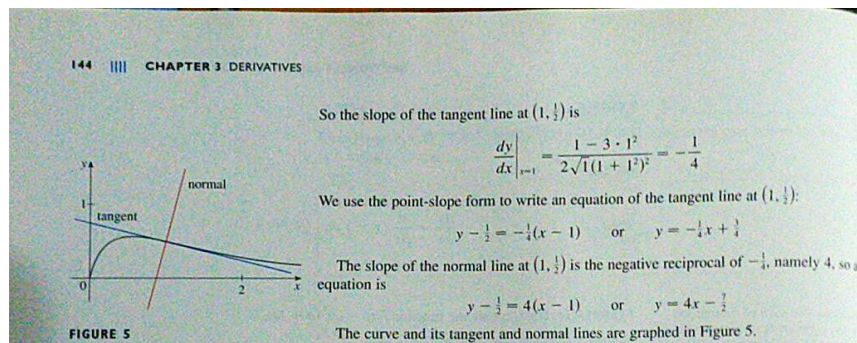 144 CHAPTER 3 DERIVATIVES
So the slope of the tangent line at (1, ½) is
dy/dx |x=1 = (1 − 3 · 1²) / (2√1(1 + 1²)²) = −1/4
We use the point-slope form to write an equation of the tangent line at (1, ½):
y − ½ = −¼(x − 1) or y = −¼x + ¾
The slope of the normal line at (1, ½) is the negative reciprocal of −¼, namely 4, so
equation is
y − ½ = 4(x − 1) or y = 4x − 7/2
The curve and its tangent and normal lines are graphed in Figure 5.
y
normal
1
tangent
0
2
x
FIGURE 5